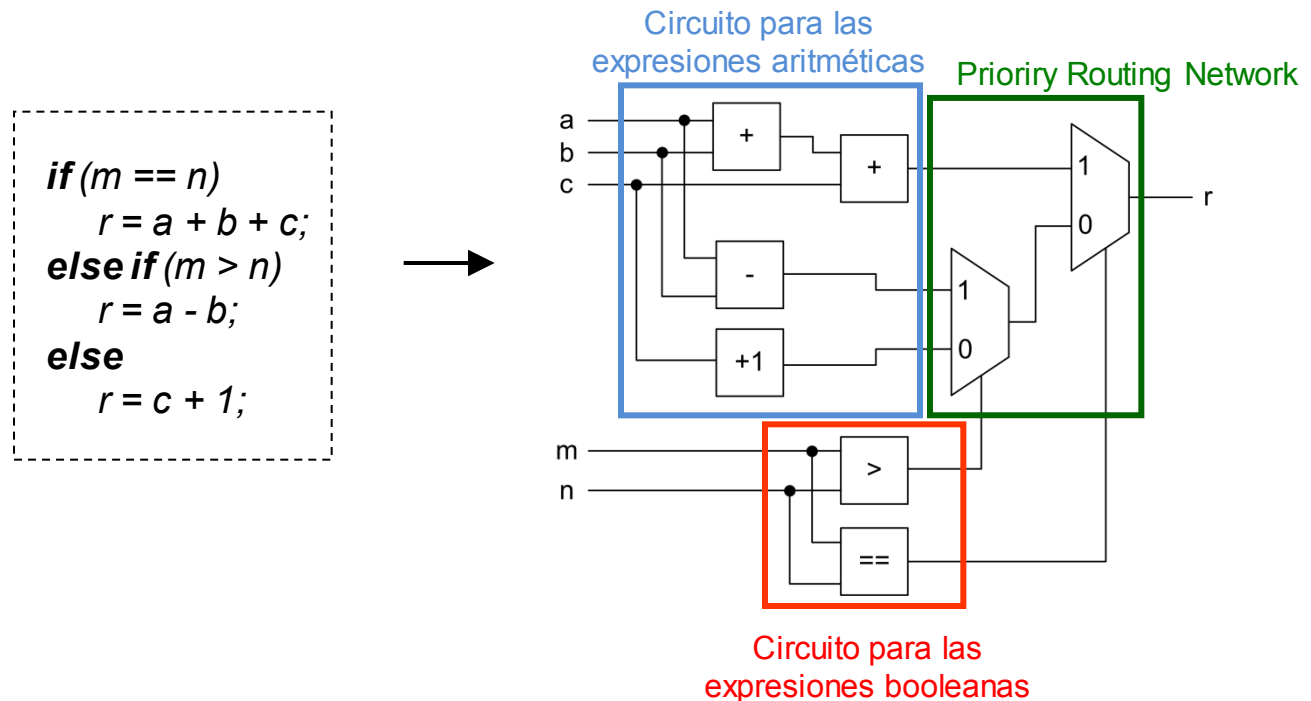 Circuito para las
expresiones aritméticas
Prioriry Routing Network
if (m == n)
r = a + b + c;
else if (m > n)
r = a - b;
else
r = c + 1;
a
b
c
+
+
-
+1
1
0
1
0
r
m
n
>
==
Circuito para las
expresiones booleanas